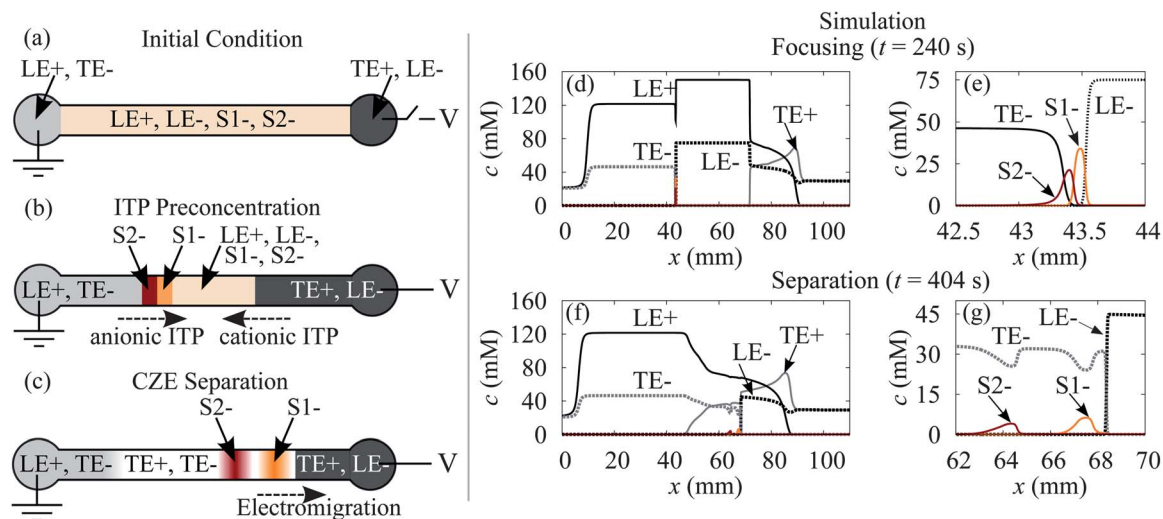 (a)
Initial Condition
LE+, TE-
TE+, LE-
LE+, LE-, S1-, S2-
V
(b)
ITP Preconcentration
S2-
S1-
LE+, LE-,
S1-, S2-
LE+, TE-
TE+, LE-
V
anionic ITP
cationic ITP
(c)
CZE Separation
S2-
S1-
LE+, TE-
TE+, TE-
TE+, LE-
V
Electromigration
Simulation
Focusing (t = 240 s)
(d)
c (mM)
160
120
80
40
0
LE+
TE+
TE-
LE-
0 20 40 60 80 100
x (mm)
(e)
c (mM)
75
50
25
0
TE-
S1-
LE-
S2-
42.5 43 43.5 44
x (mm)
Separation (t = 404 s)
(f)
c (mM)
160
120
80
40
0
LE+
LE-
TE+
TE-
0 20 40 60 80 100
x (mm)
(g)
c (mM)
60
45
30
15
0
LE-
TE-
S2-
S1-
62 64 66 68 70
x (mm)